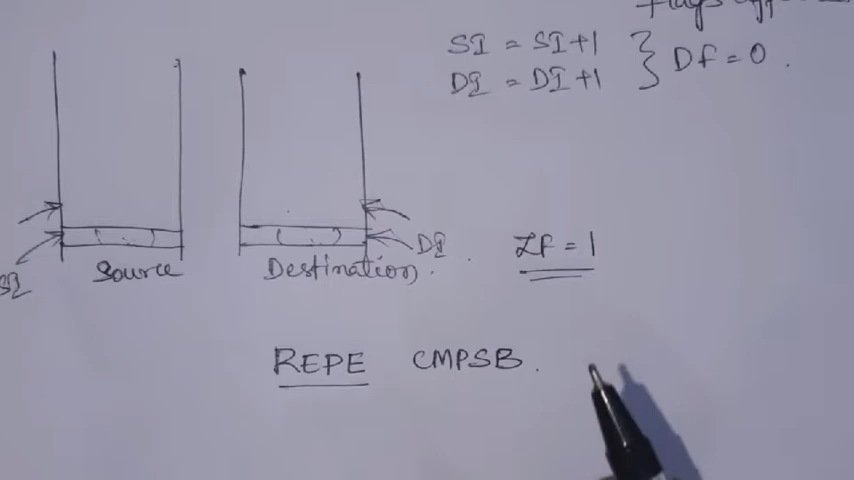 SI = SI+1
DI = DI+1
Df = 0 .
SI
DI .
Source
Destination .
ZF = 1
REPE CMPSB .